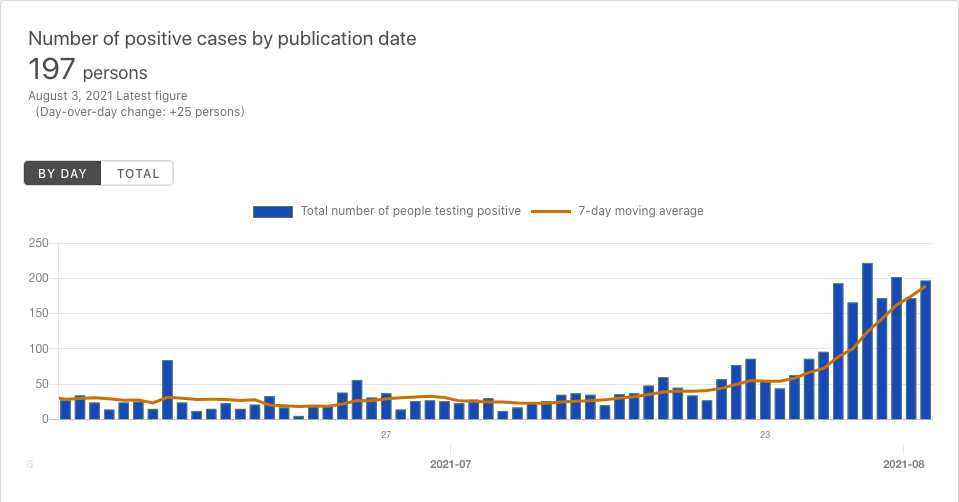 Number of positive cases by publication date
197 persons
August 3, 2021 Latest figure
(Day-over-day change: +25 persons)
BY DAY TOTAL
Total number of people testing positive 7-day moving average
250
200
150
100
50
0
27 23
2021-07 2021-08